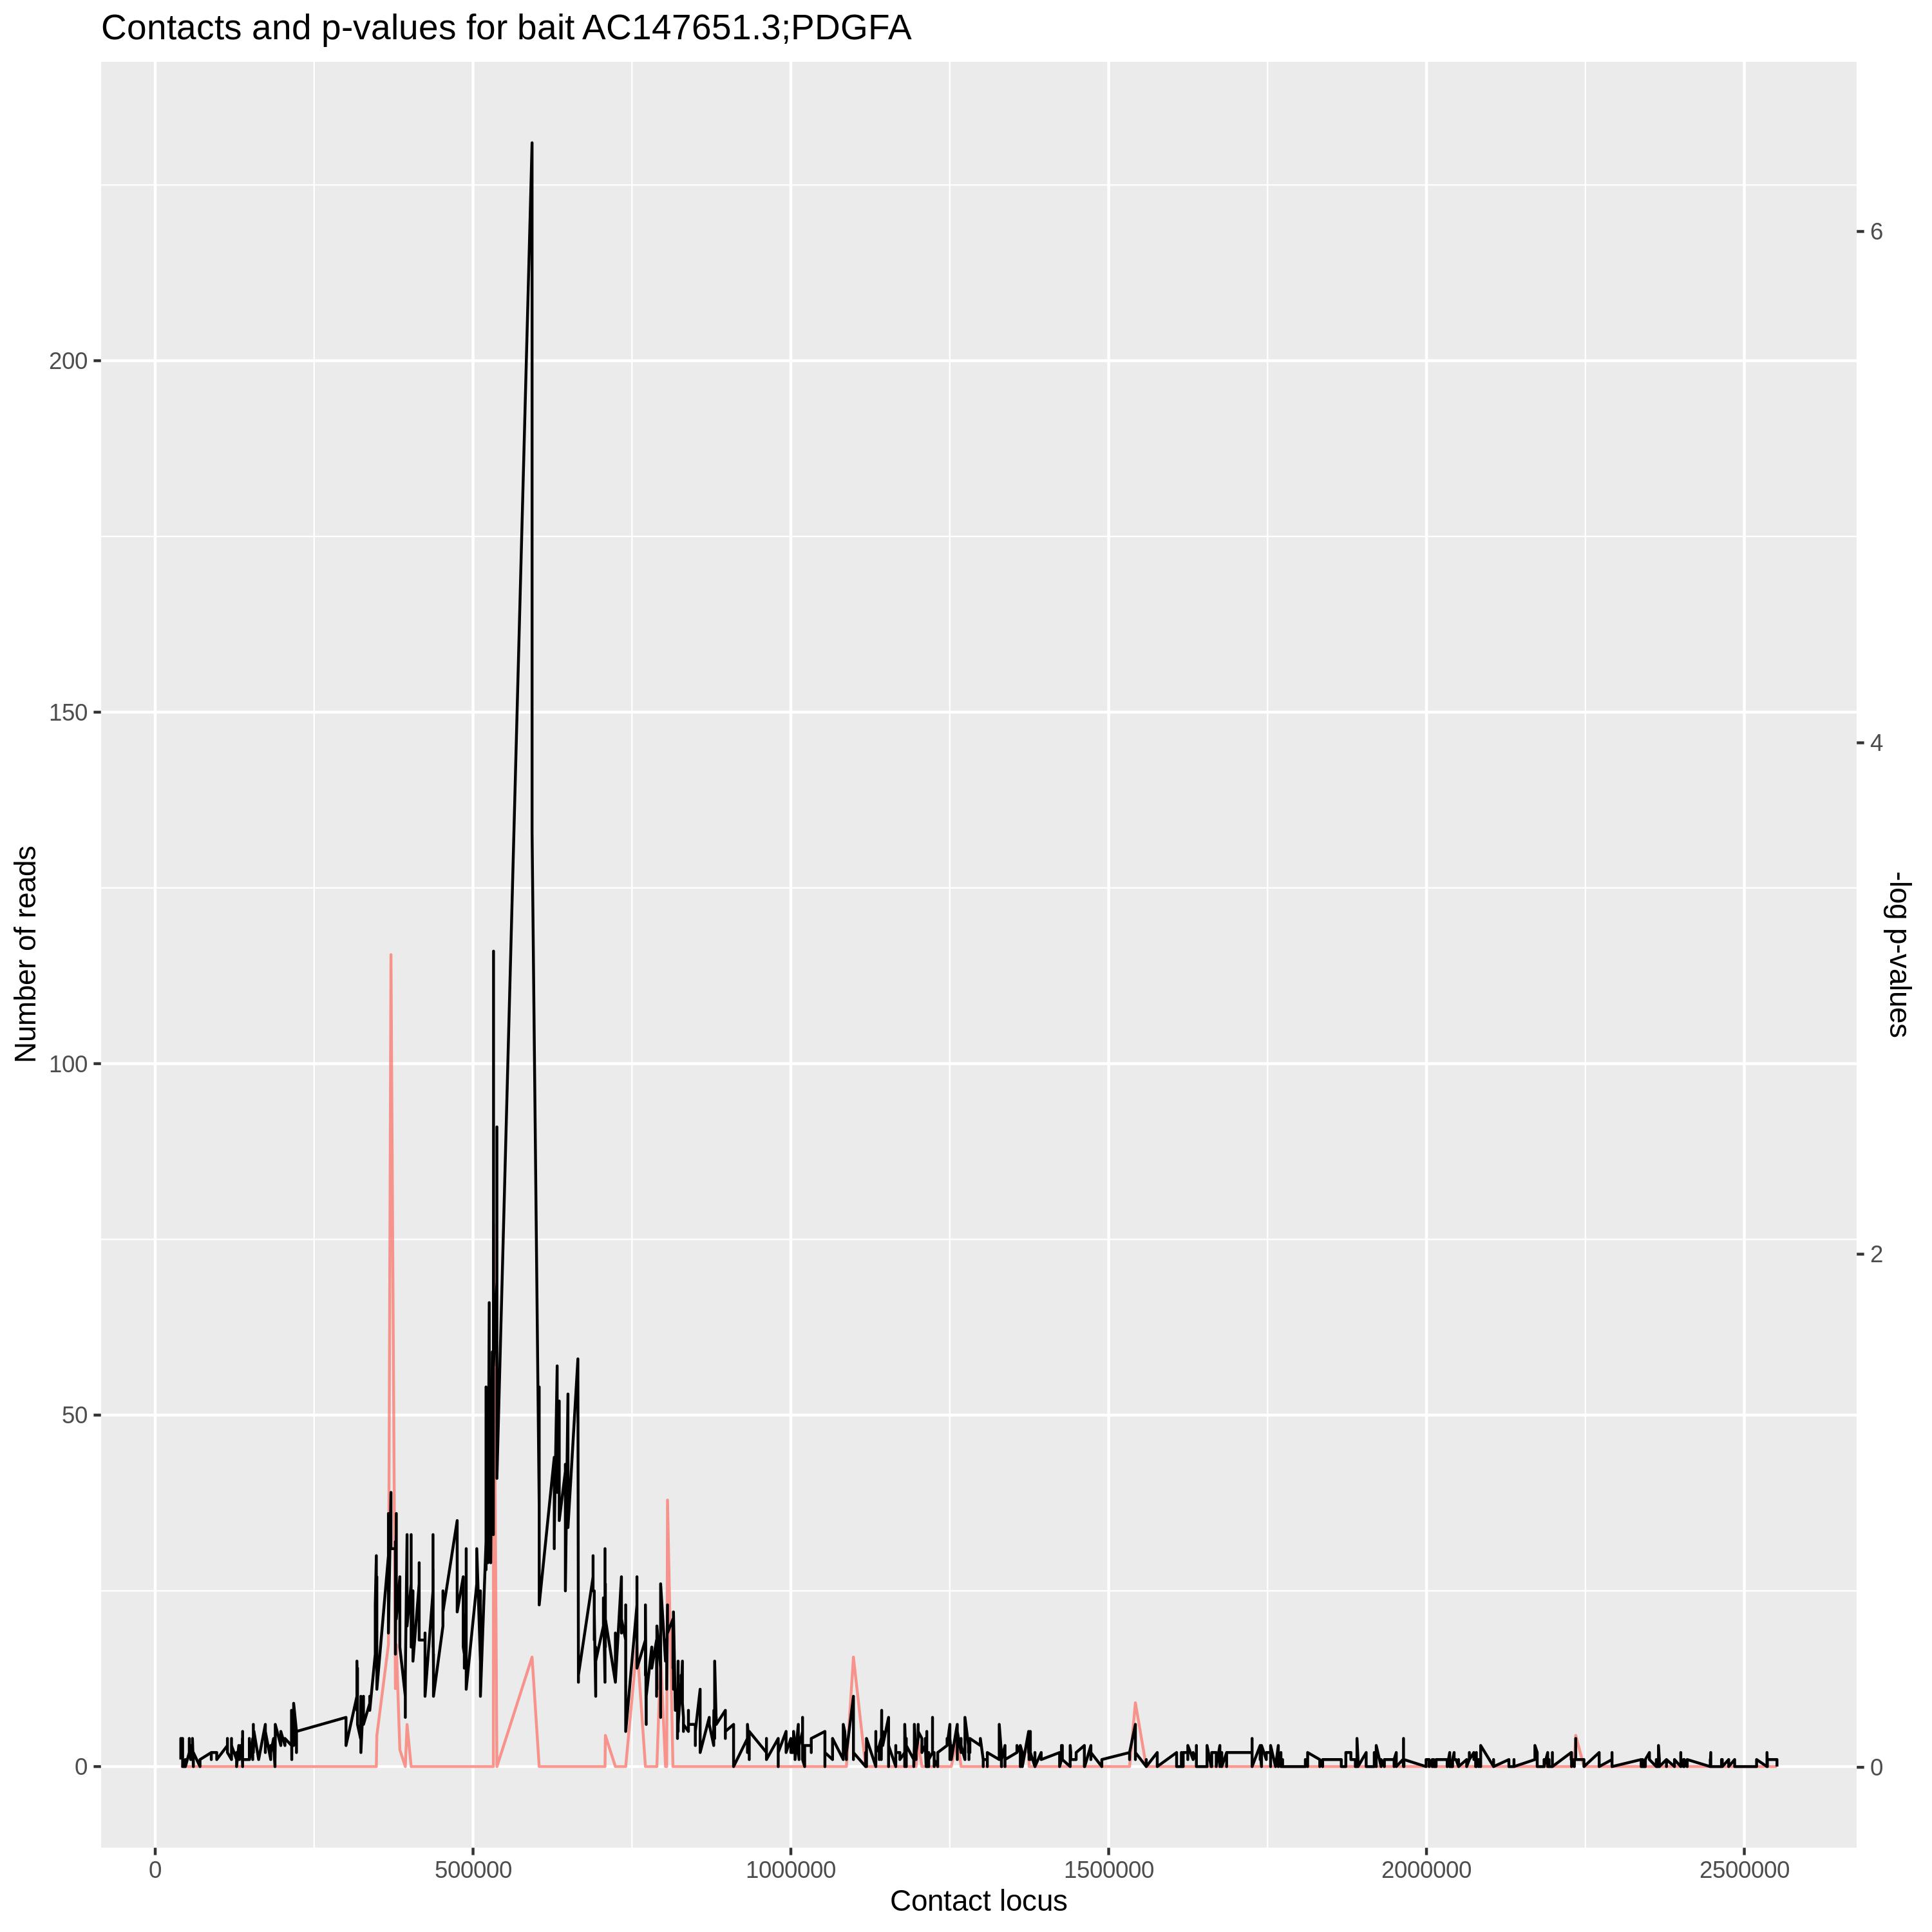 Contacts and p-values for bait AC147651.3;PDGFA
Number of reads
200
150
100
50
0
6
4
2
0
-log p-values
0 500000 1000000 1500000 2000000 2500000
Contact locus